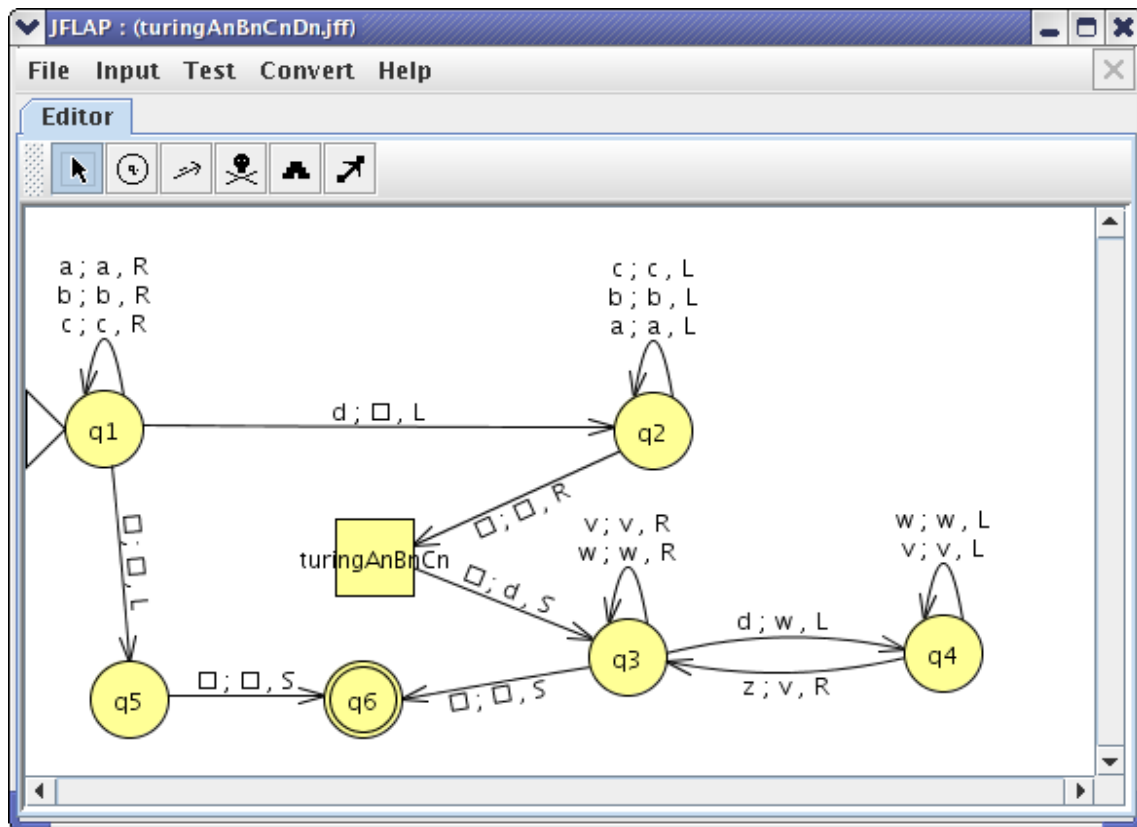 JFLAP : (turingAnBnCnDn.jff)
File Input Test Convert Help
Editor
a ; a , R
b ; b , R
c ; c , R
c ; c , L
b ; b , L
a ; a , L
q1
d ; □ , L
q2
□ ; □ , R
v ; v , R
w ; w , R
w ; w , L
v ; v , L
turingAnBnCn
□ ; □ , L
□ ; d , S
q3
d ; w , L
q4
z ; v , R
q5
□ ; □ , S
q6
□ ; □ , S